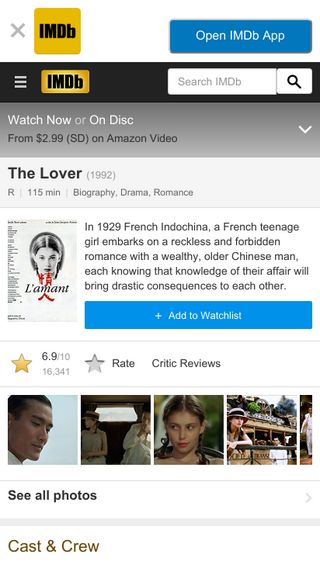 IMDb
Open IMDb App
IMDb
Search IMDb
Watch Now or On Disc
From $2.99 (SD) on Amazon Video
The Lover (1992)
R | 115 min | Biography, Drama, Romance
L'amant
情人
In 1929 French Indochina, a French teenage
girl embarks on a reckless and forbidden
romance with a wealthy, older Chinese man,
each knowing that knowledge of their affair will
bring drastic consequences to each other.
+ Add to Watchlist
6.9/10
16,341
Rate
Critic Reviews
See all photos
Cast & Crew